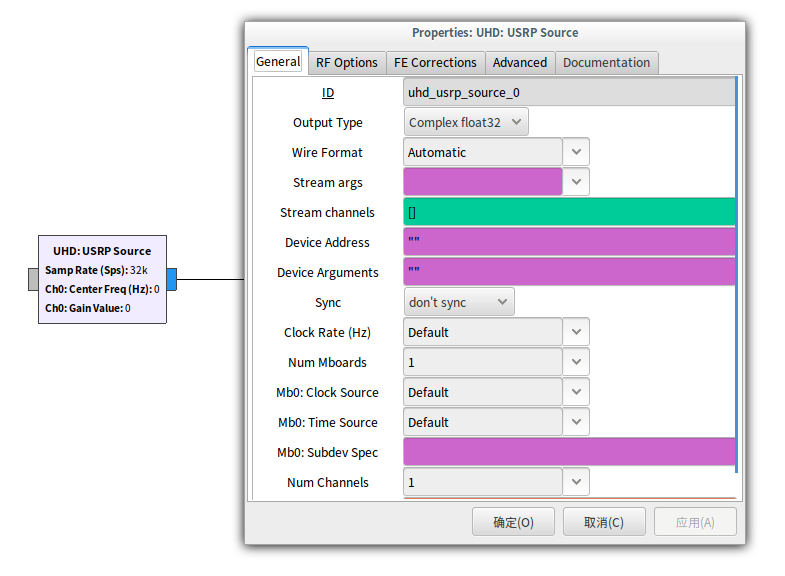 Properties: UHD: USRP Source
General RF Options FE Corrections Advanced Documentation
ID uhd_usrp_source_0
Output Type Complex float32
Wire Format Automatic
Stream args
Stream channels []
Device Address ""
Device Arguments ""
Sync don't sync
Clock Rate (Hz) Default
Num Mboards 1
Mb0: Clock Source Default
Mb0: Time Source Default
Mb0: Subdev Spec
Num Channels 1
确定(O) 取消(C) 应用(A)
UHD: USRP Source
Samp Rate (Sps): 32k
Ch0: Center Freq (Hz): 0
Ch0: Gain Value: 0